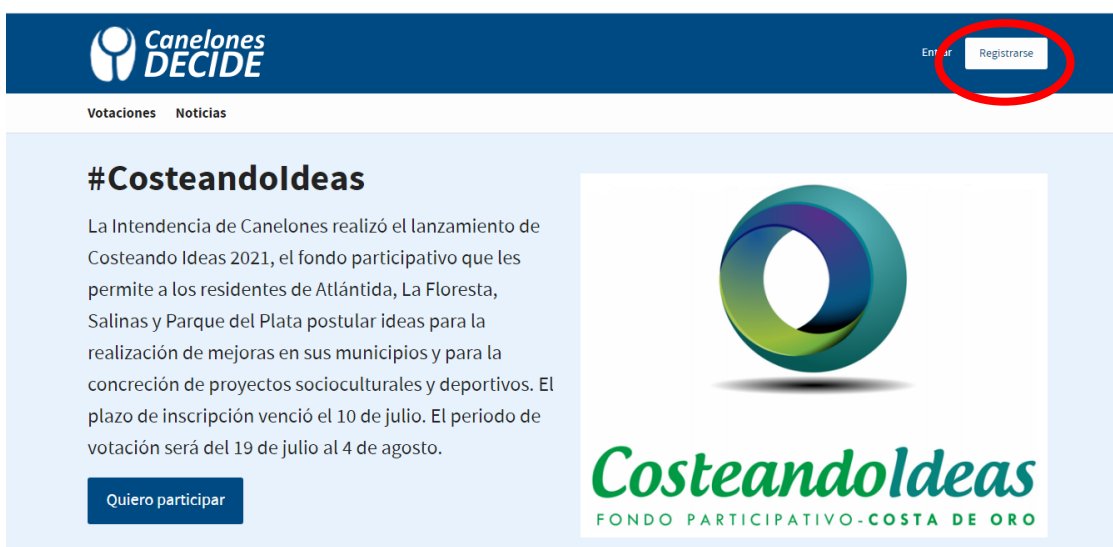 Canelones
DECIDE
Entrar
Registrarse
Votaciones Noticias
#CosteandoIdeas
La Intendencia de Canelones realizó el lanzamiento de
Costeando Ideas 2021, el fondo participativo que les
permite a los residentes de Atlántida, La Floresta,
Salinas y Parque del Plata postular ideas para la
realización de mejoras en sus municipios y para la
concreción de proyectos socioculturales y deportivos. El
plazo de inscripción venció el 10 de julio. El periodo de
votación será del 19 de julio al 4 de agosto.
Quiero participar
CosteandoIdeas
FONDO PARTICIPATIVO-COSTA DE ORO